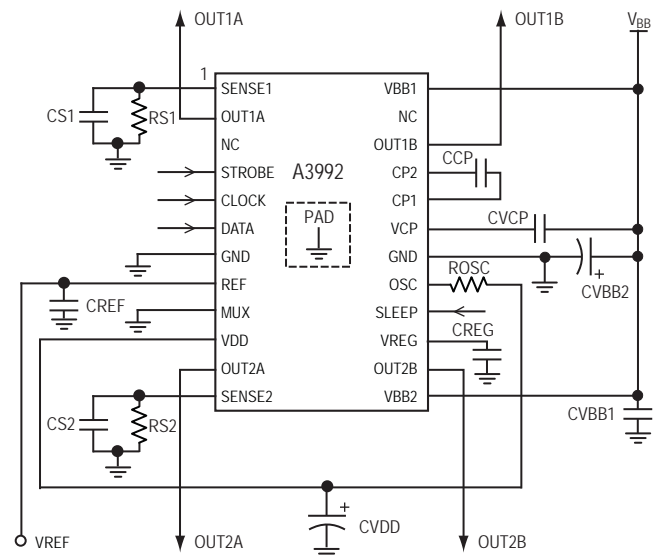 OUT1A
OUT1B
VBB
1
SENSE1
VBB1
CS1
RS1
OUT1A
NC
NC
OUT1B
CCP
STROBE
A3992
CP2
CLOCK
CP1
DATA
PAD
VCP
CVCP
GND
GND
ROSC
REF
OSC
CVBB2
+
CREF
MUX
SLEEP
CREG
VDD
VREG
OUT2A
OUT2B
SENSE2
VBB2
CVBB1
CS2
RS2
+
CVDD
VREF
OUT2A
OUT2B